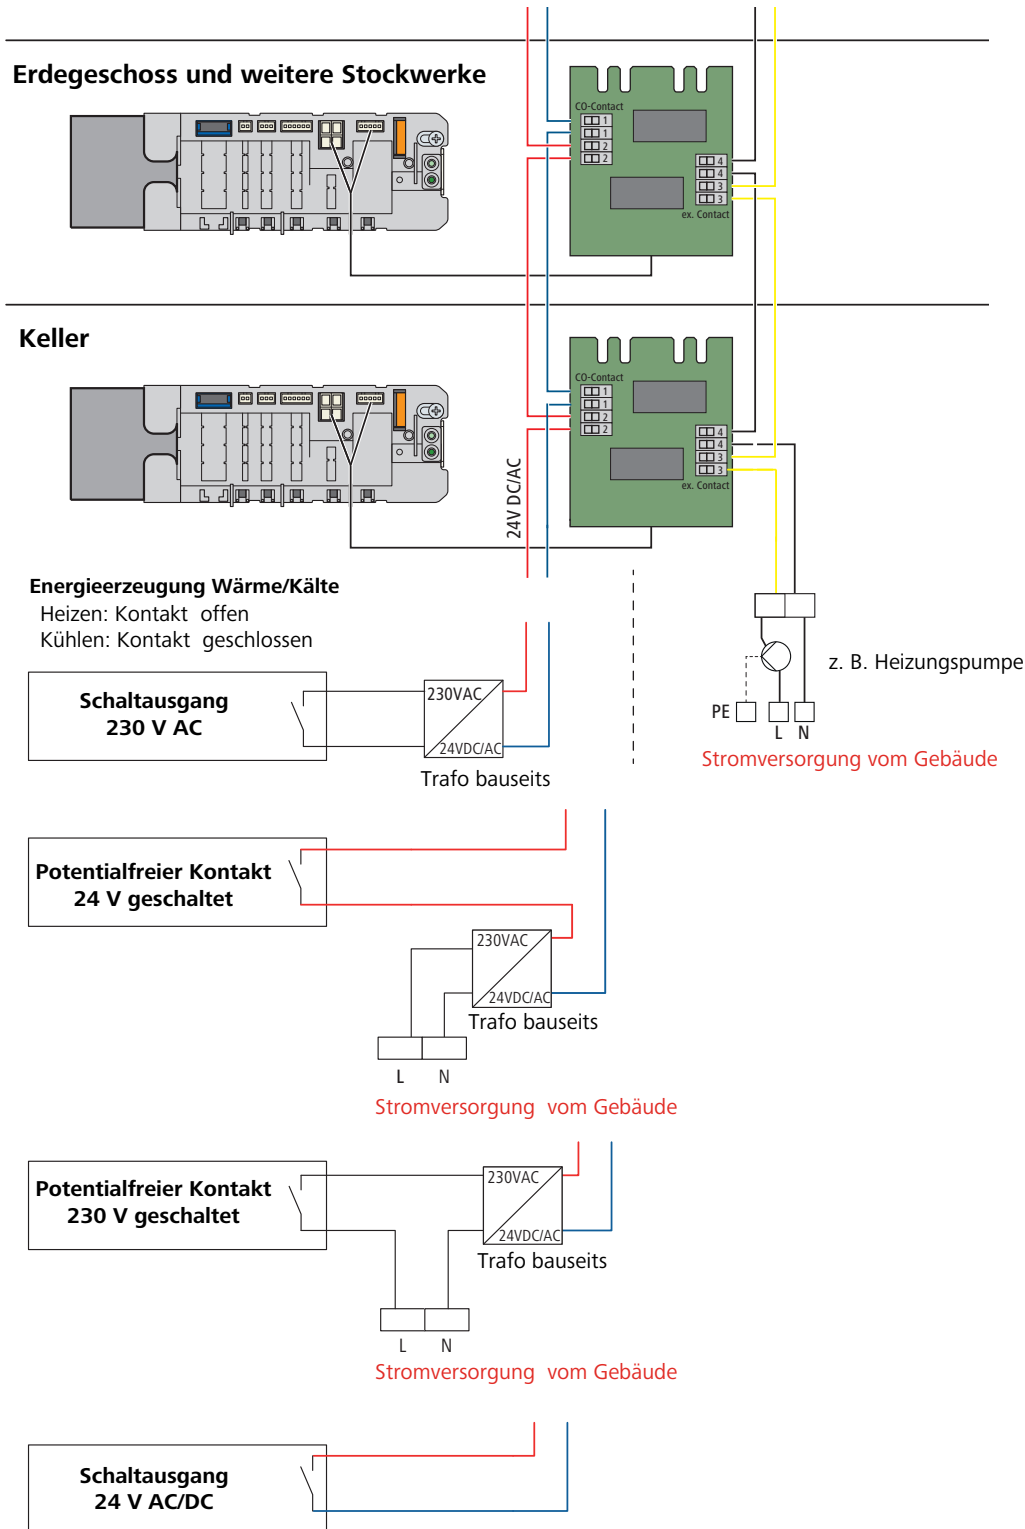 Erdegeschoss und weitere Stockwerke
CO-Contact
1
1
2
2
4
4
3
3
ex. Contact
Keller
CO-Contact
1
1
2
2
4
4
3
3
ex. Contact
24V DC/AC
Energieerzeugung Wärme/Kälte
Heizen: Kontakt offen
Kühlen: Kontakt geschlossen
z. B. Heizungspumpe
Schaltausgang
230 V AC
230VAC
24VDC/AC
Trafo bauseits
PE
L
N
Stromversorgung vom Gebäude
Potentialfreier Kontakt
24 V geschaltet
230VAC
24VDC/AC
Trafo bauseits
L
N
Stromversorgung vom Gebäude
Potentialfreier Kontakt
230 V geschaltet
230VAC
24VDC/AC
Trafo bauseits
L
N
Stromversorgung vom Gebäude
Schaltausgang
24 V AC/DC